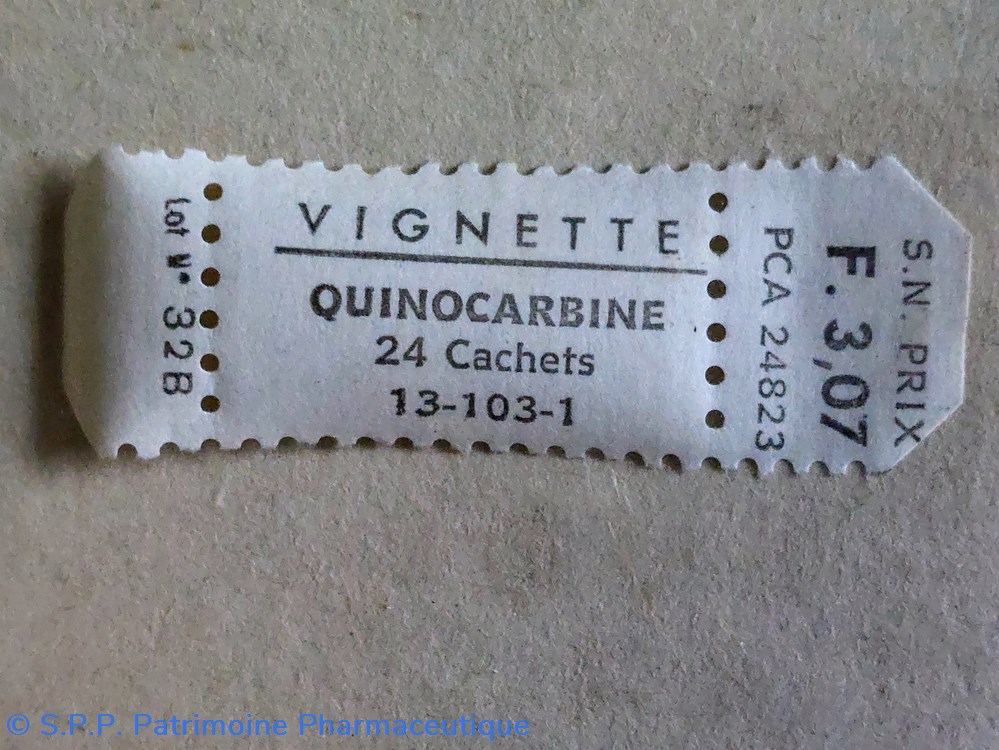 Lot N° 32B
VIGNETTE
QUINOCARBINE
24 Cachets
13-103-1
PCA 24823
F. 3,07
S.N. PRIX
© S.R.P. Patrimoine Pharmaceutique